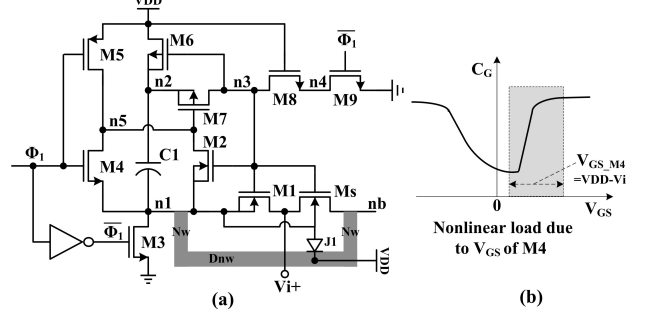 (a)
VDD
M5
M6
Φ1
n2
n3
n4
M8
M9
M7
n5
M2
Φ1
M4
C1
n1
M1
Ms
nb
Φ1
M3
Nw
Nw
J1
Dnw
VDD
Vi+
(a)
CG
VGS_M4
=VDD-Vi
0
VGS
Nonlinear load due
to VGS of M4
(b)